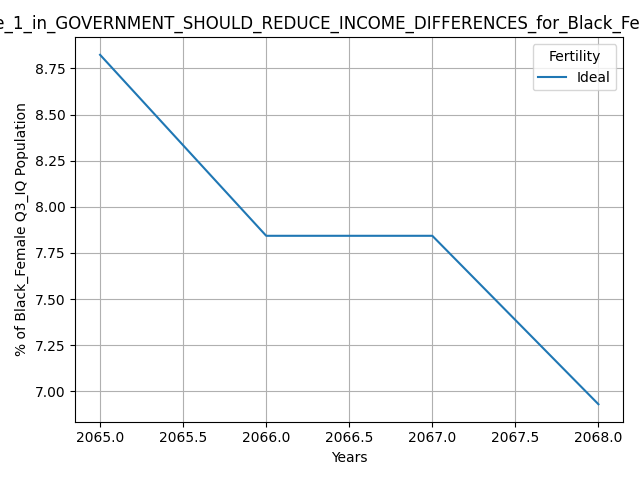 e_1_in_GOVERNMENT_SHOULD_REDUCE_INCOME_DIFFERENCES_for_Black_Fe
Fertility
Ideal
% of Black_Female Q3_IQ Population
8.75
8.50
8.25
8.00
7.75
7.50
7.25
7.00
2065.0 2065.5 2066.0 2066.5 2067.0 2067.5 2068.0
Years